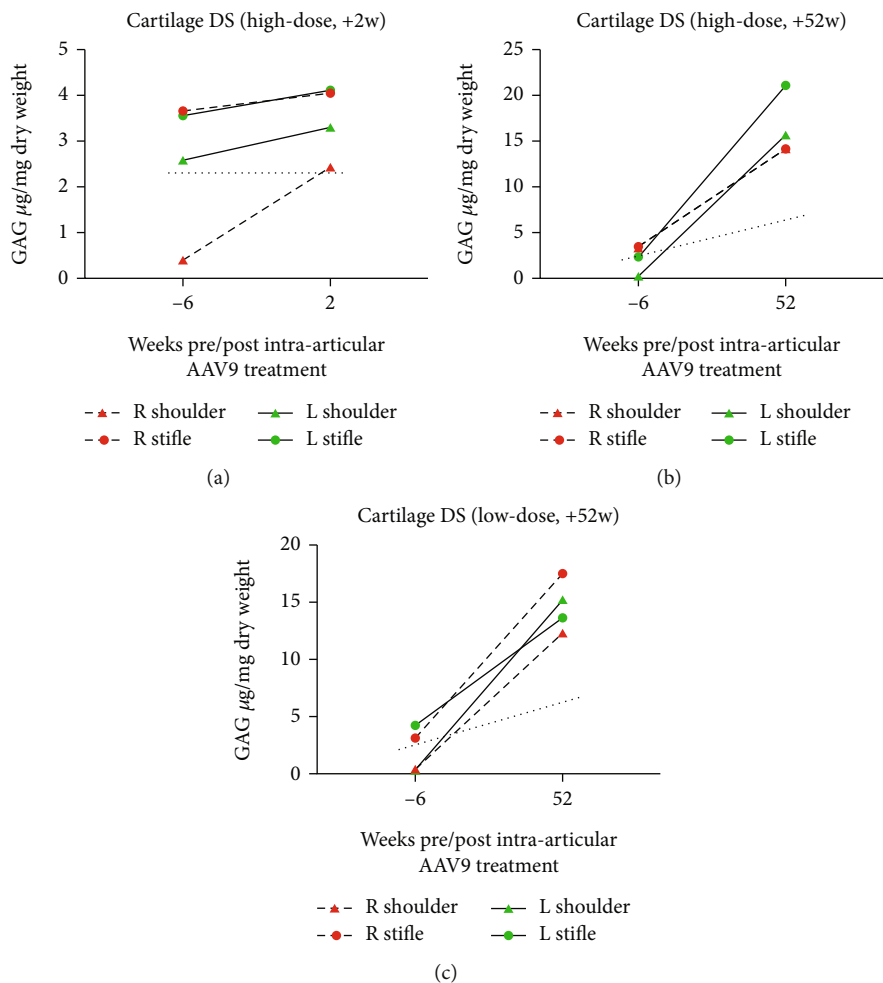 Cartilage DS (high-dose, +2w)
GAG μg/mg dry weight
5
4
3
2
1
0
–6
2
Weeks pre/post intra-articular
AAV9 treatment
R shoulder
L shoulder
R stifle
L stifle
(a)
Cartilage DS (high-dose, +52w)
GAG μg/mg dry weight
25
20
15
10
5
0
–6
52
Weeks pre/post intra-articular
AAV9 treatment
R shoulder
L shoulder
R stifle
L stifle
(b)
Cartilage DS (low-dose, +52w)
GAG μg/mg dry weight
20
15
10
5
0
–6
52
Weeks pre/post intra-articular
AAV9 treatment
R shoulder
L shoulder
R stifle
L stifle
(c)